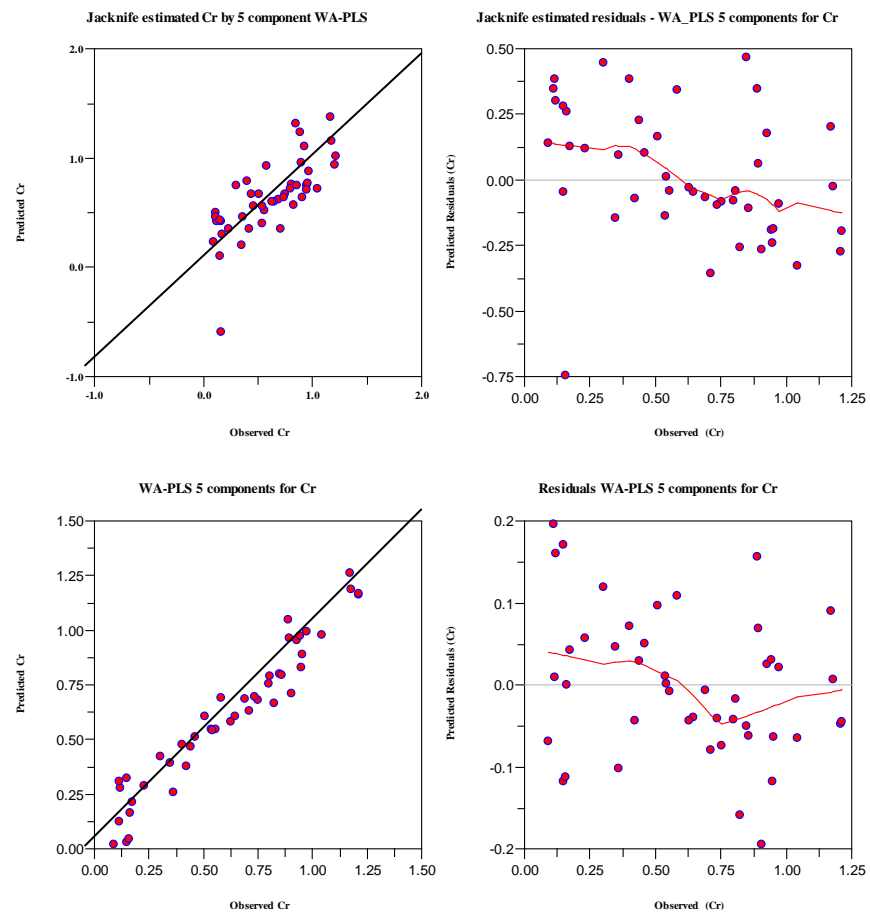 Jacknife estimated Cr by 5 component WA-PLS
2.0
1.0
0.0
-1.0
-1.0 0.0 1.0 2.0
Predicted Cr
Observed Cr
Jacknife estimated residuals - WA_PLS 5 components for Cr
0.50
0.25
0.00
-0.25
-0.50
-0.75
0.00 0.25 0.50 0.75 1.00 1.25
Predicted Residuals (Cr)
Observed (Cr)
WA-PLS 5 components for Cr
1.50
1.25
1.00
0.75
0.50
0.25
0.00
0.00 0.25 0.50 0.75 1.00 1.25 1.50
Predicted Cr
Observed Cr
Residuals WA-PLS 5 components for Cr
0.2
0.1
0.0
-0.1
-0.2
0.00 0.25 0.50 0.75 1.00 1.25
Predicted Residuals (Cr)
Observed (Cr)